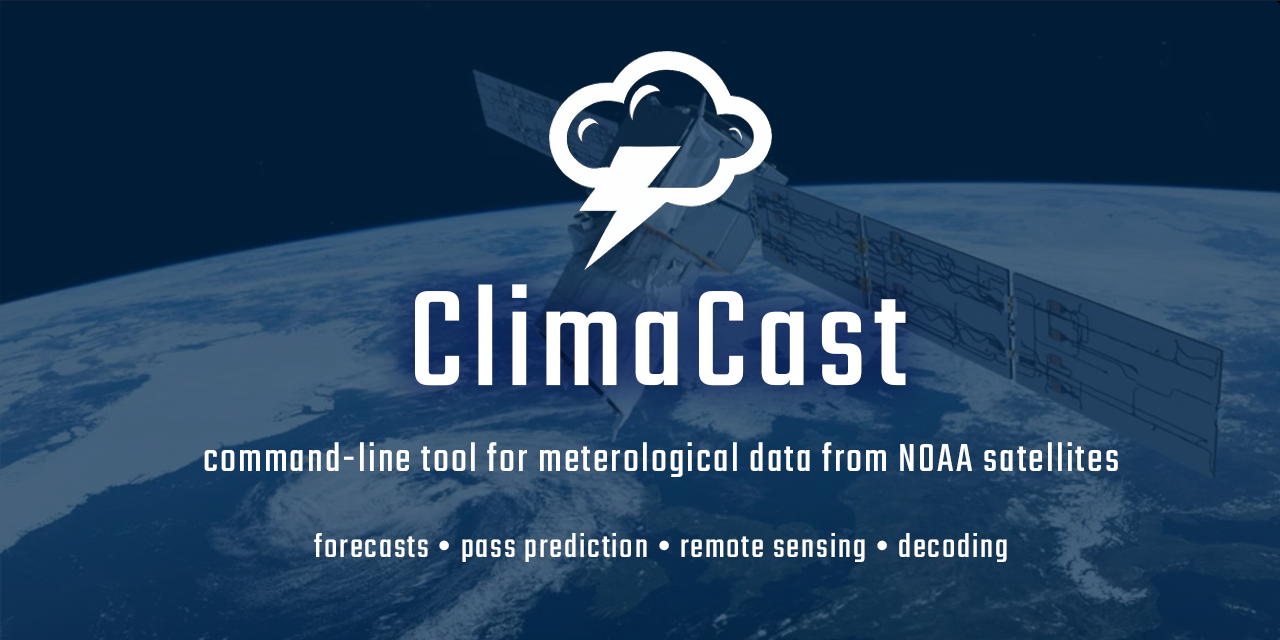 ClimaCast
command-line tool for meterological data from NOAA satellites
forecasts • pass prediction • remote sensing • decoding